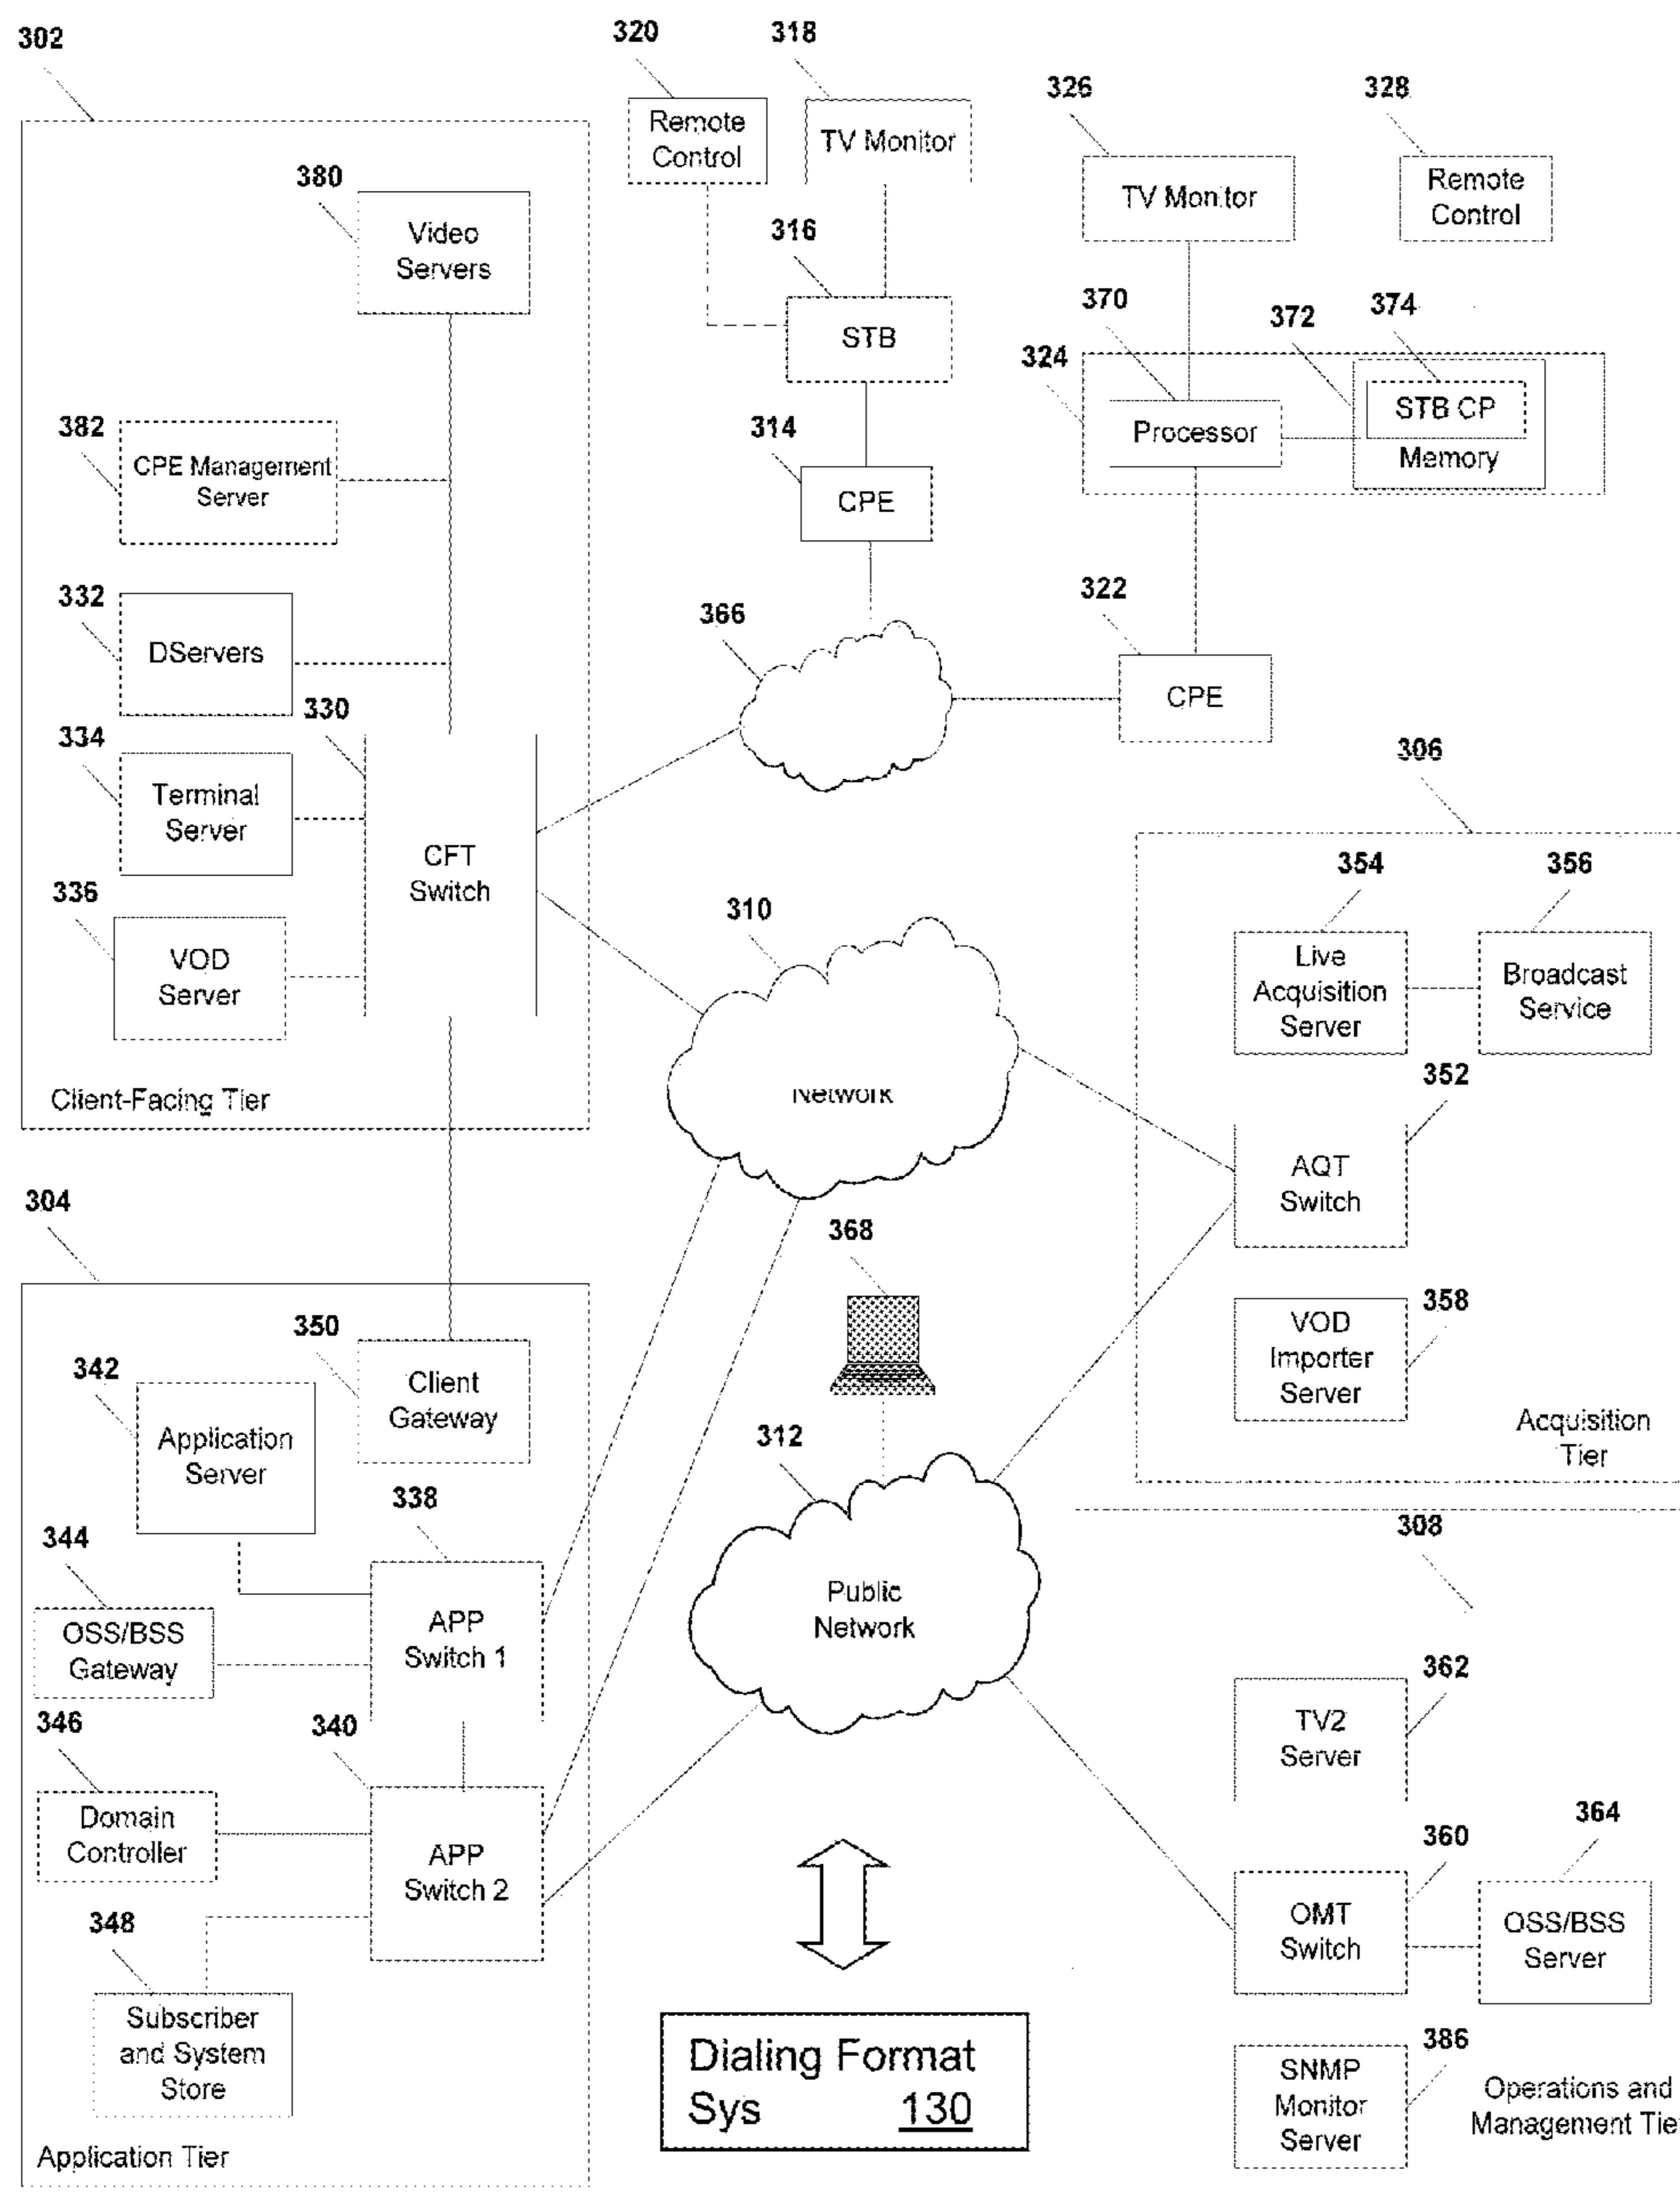 302
320
318
326
328
Remote
Control
TV Monitor
380
Video
Servers
TV Monitor
Remote
Control
316
STB
370
372
374
324
Processor
STB CP
Memory
382
CPE Management
Server
314
CPE
332
DServers
366
322
CPE
330
334
Terminal
Server
CFT
Switch
336
VOD
Server
Client-Facing Tier
306
354
356
Live
Acquisition
Server
Broadcast
Service
310
Network
352
AQT
Switch
304
368
358
VOD
Importer
Server
Acquisition
Tier
350
Client
Gateway
342
Application
Server
312
Public
Network
338
344
OSS/BSS
Gateway
APP
Switch 1
308
362
TV2
Server
346
340
Domain
Controller
APP
Switch 2
360
364
OMT
Switch
OSS/BSS
Server
348
Subscriber
and System
Store
Application Tier
Dialing Format
Sys 130
386
SNMP
Monitor
Server
Operations and
Management Tie